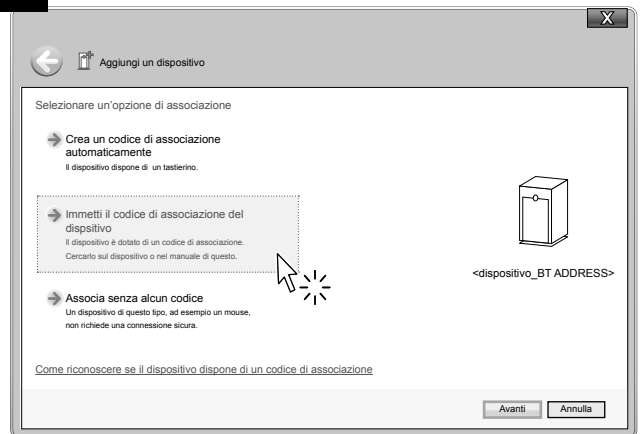 X
Aggiungi un dispositivo
Selezionare un'opzione di associazione
Crea un codice di associazione
automaticamente
Il dispositivo dispone di un tastierino.
Immetti il codice di associazione del
dispsitivo
Il dispositivo è dotato di un codice di associazione.
Cercarlo sul dispositivo o nel manuale di questo.
<dispositivo_BT ADDRESS>
Associa senza alcun codice
Un dispositivo di questo tipo, ad esempio un mouse,
non richiede una connessione sicura.
Come riconoscere se il dispositivo dispone di un codice di associazione
Avanti Annulla